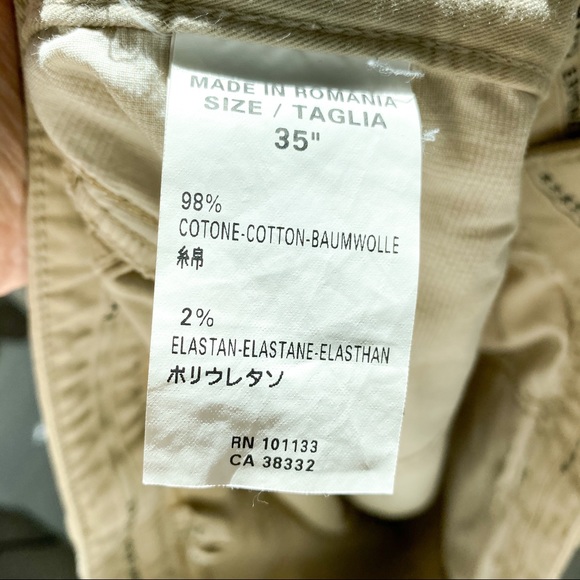 MADE IN ROMANIA
SIZE / TAGLIA
35"
98%
COTONE-COTTON-BAUMWOLLE
綿
2%
ELASTAN-ELASTANE-ELASTHAN
ポリウレタソ
RN 101133
CA 38332